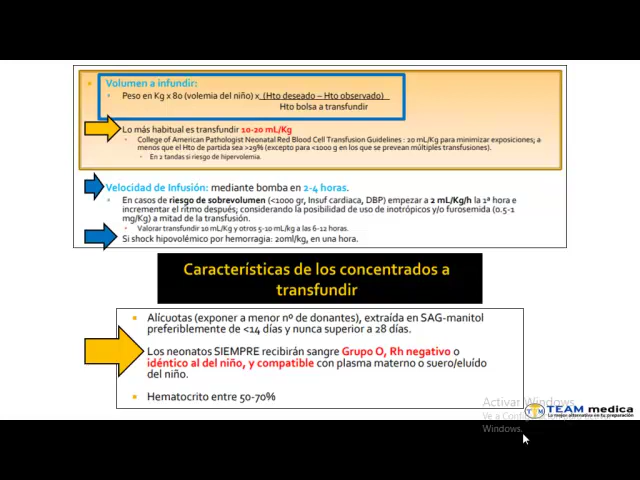 Volumen a infundir:
Peso en Kg x 80 (volemia del niño) x (Hto deseado – Hto observado)
Hto bolsa a transfundir
Lo más habitual es transfundir 10-20 mL/Kg
College of American Pathologist Neonatal Red Blood Cell Transfusion Guidelines : 20 mL/Kg para minimizar exposiciones; a
menos que el Hto de partida sea >29% (excepto para <1000 g en los que se prevean múltiples transfusiones).
En 2 tandas si riesgo de hipervolemia.
Velocidad de Infusión: mediante bomba en 2-4 horas.
En casos de riesgo de sobrevolumen (<1000 gr, Insuf cardiaca, DBP) empezar a 2 mL/Kg/h la 1ª hora e
incrementar el ritmo después; considerando la posibilidad de uso de inotrópicos y/o furosemida (0.5-1
mg/Kg) a mitad de la transfusión.
Valorar transfundir 10 mL/Kg y otros 5-10 mL/kg a las 6-12 horas.
Si shock hipovolémico por hemorragia: 20ml/kg, en una hora.
Características de los concentrados a
transfundir
Alícuotas (exponer a menor nº de donantes), extraída en SAG-manitol
preferiblemente de <14 días y nunca superior a 28 días.
Los neonatos SIEMPRE recibirán sangre Grupo O, Rh negativo o
idéntico al del niño, y compatible con plasma materno o suero/eluído
del niño.
Hematocrito entre 50-70%
Activar Windows
Ve a
Windows.
TEAM medica
La mejor alternativa en tu preparación